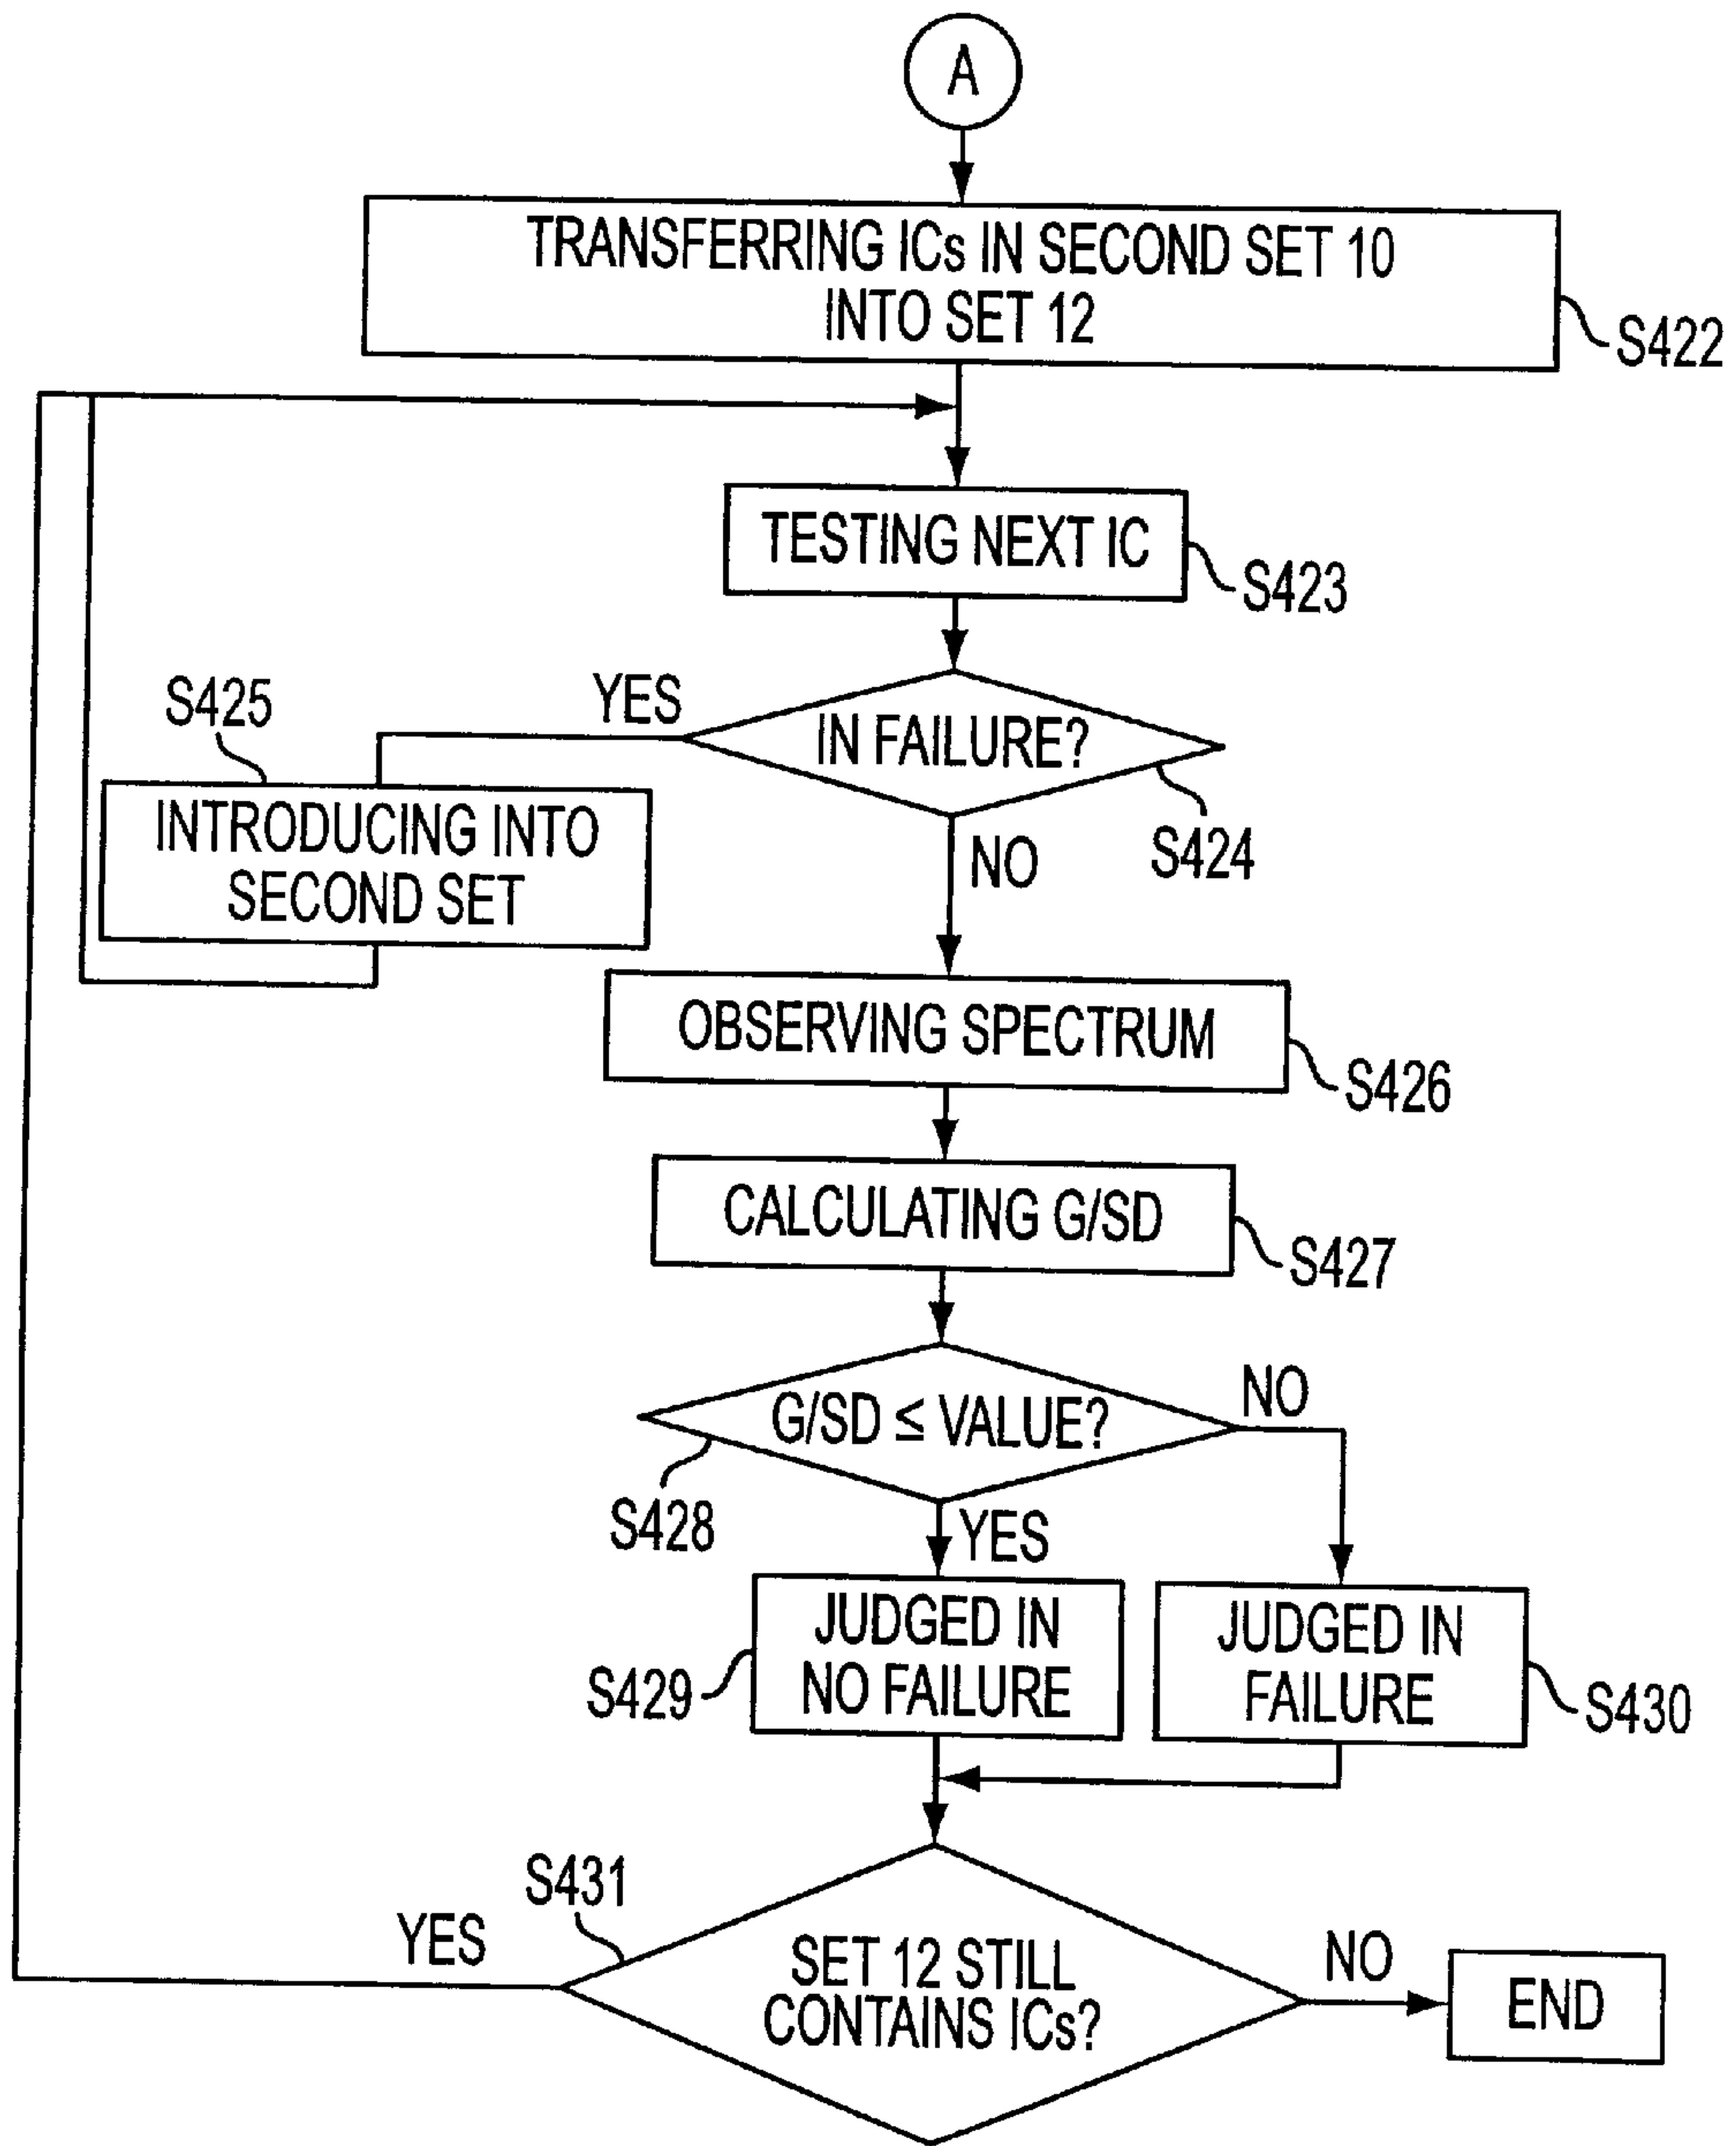 A
TRANSFERRING ICs IN SECOND SET 10
INTO SET 12
S422
TESTING NEXT IC
S423
S425
YES
IN FAILURE?
S424
INTRODUCING INTO
SECOND SET
NO
OBSERVING SPECTRUM
S426
CALCULATING G/SD
S427
G/SD ≤ VALUE?
NO
S428
YES
JUDGED IN
NO FAILURE
S429
JUDGED IN
FAILURE
S430
S431
YES
SET 12 STILL
CONTAINS ICs?
NO
END